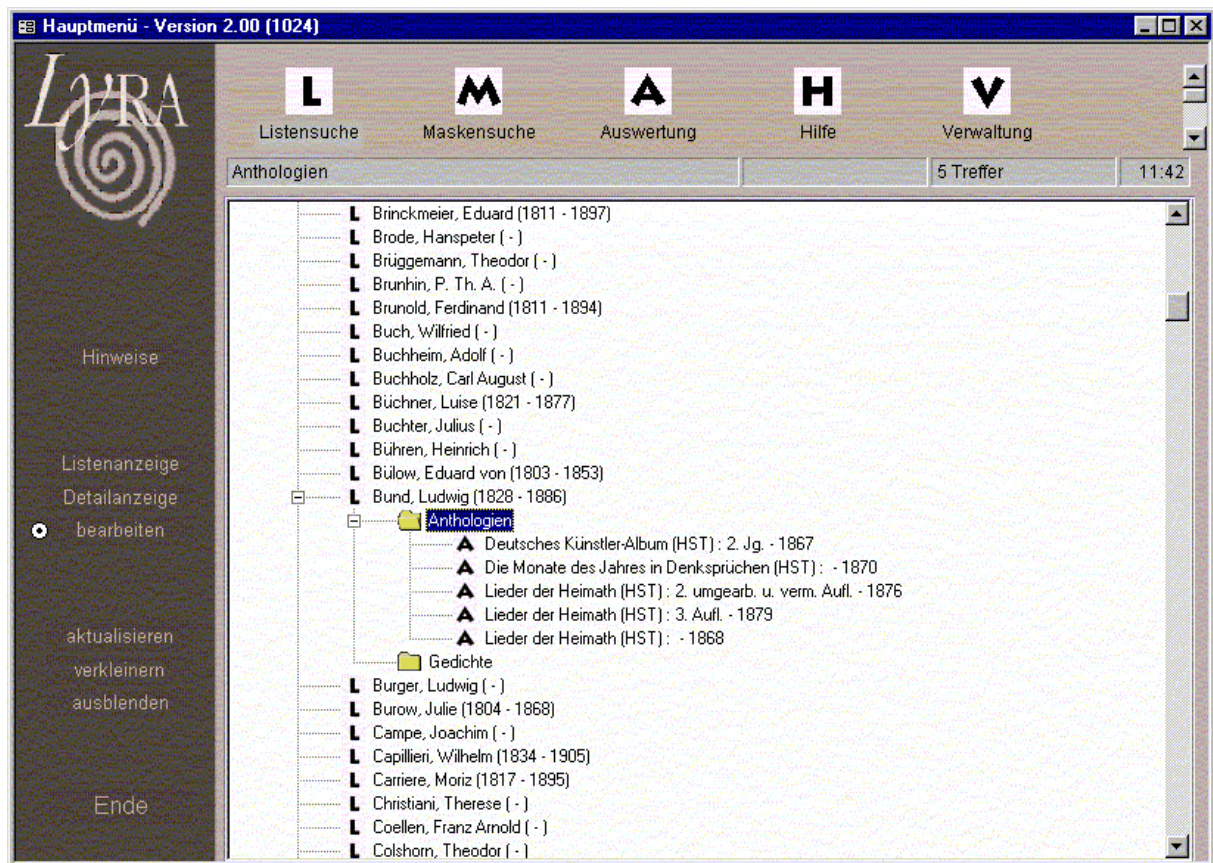 Hauptmenü - Version 2.00 (1024)
LyRA
L M A H V
Listensuche Maskensuche Auswertung Hilfe Verwaltung
Anthologien 5 Treffer 11:42
Hinweise
Listenanzeige
Detailanzeige
bearbeiten
aktualisieren
verkleinern
ausblenden
Ende
L Brinckmeier, Eduard (1811 - 1897)
L Brode, Hanspeter ( - )
L Brüggemann, Theodor ( - )
L Brunhin, P. Th. A. ( - )
L Brunold, Ferdinand (1811 - 1894)
L Buch, Wilfried ( - )
L Buchheim, Adolf ( - )
L Buchholz, Carl August ( - )
L Büchner, Luise (1821 - 1877)
L Buchter, Julius ( - )
L Bühren, Heinrich ( - )
L Bülow, Eduard von (1803 - 1853)
L Bund, Ludwig (1828 - 1886)
Anthologien
A Deutsches Künstler-Album (HST) : 2. Jg. - 1867
A Die Monate des Jahres in Denksprüchen (HST) : - 1870
A Lieder der Heimath (HST) : 2. umgearb. u. verm. Aufl. - 1876
A Lieder der Heimath (HST) : 3. Aufl. - 1879
A Lieder der Heimath (HST) : - 1868
Gedichte
L Burger, Ludwig ( - )
L Burow, Julie (1804 - 1868)
L Campe, Joachim ( - )
L Capillieri, Wilhelm (1834 - 1905)
L Carriere, Moriz (1817 - 1895)
L Christiani, Therese ( - )
L Coellen, Franz Arnold ( - )
L Colshorn, Theodor ( - )